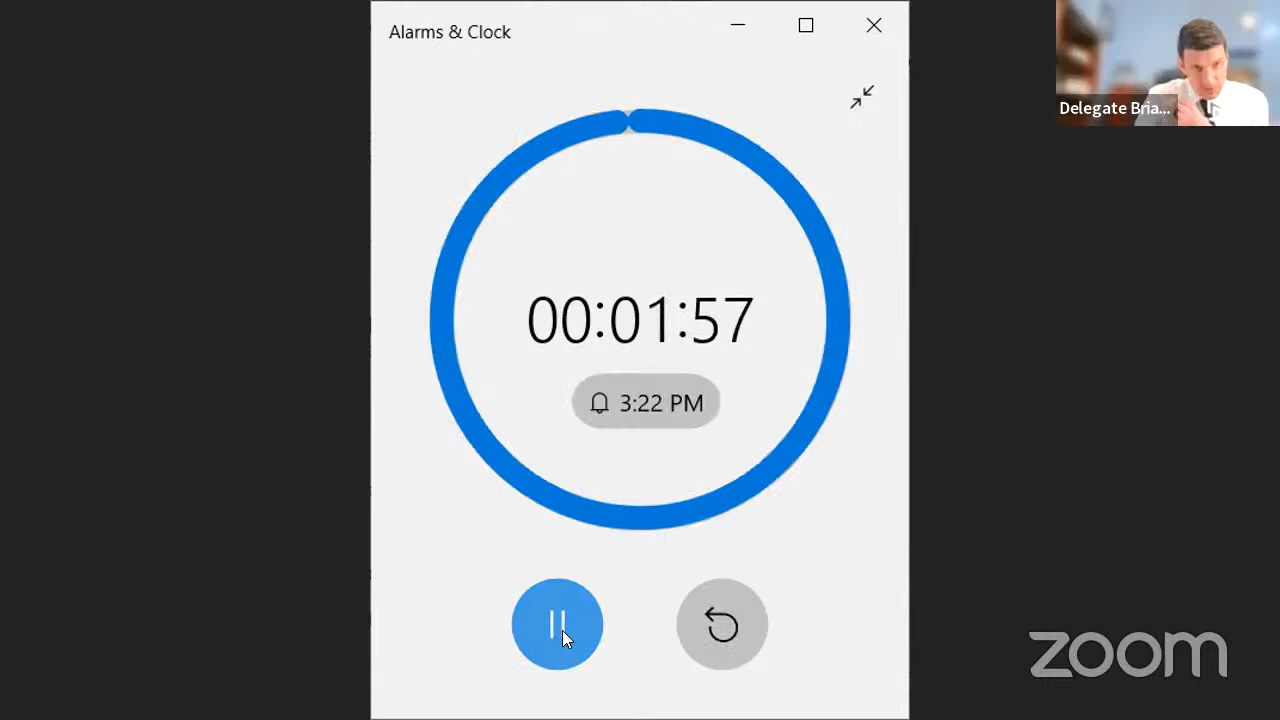 Alarms & Clock
Delegate Bria...
00:01:57
3:22 PM
zoom